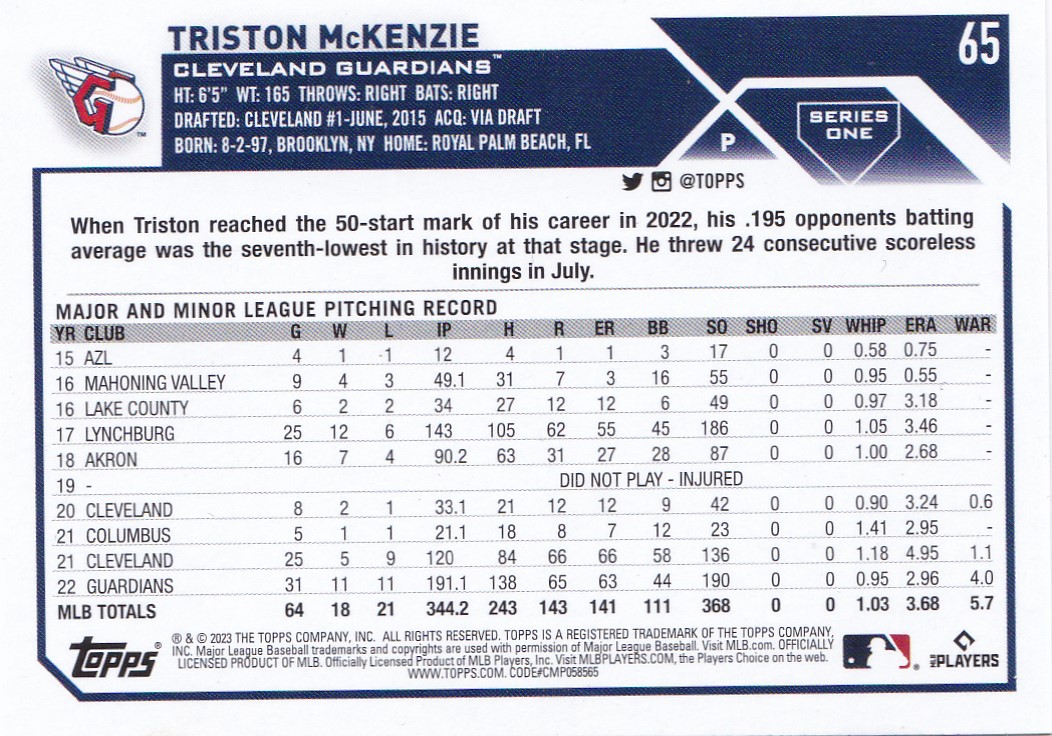 65
TRISTON McKENZIE
CLEVELAND GUARDIANS™
HT: 6'5" WT: 165 THROWS: RIGHT BATS: RIGHT
DRAFTED: CLEVELAND #1-JUNE, 2015 ACQ: VIA DRAFT
BORN: 8-2-97, BROOKLYN, NY HOME: ROYAL PALM BEACH, FL
P
SERIES
ONE
@TOPPS
When Triston reached the 50-start mark of his career in 2022, his .195 opponents batting
average was the seventh-lowest in history at that stage. He threw 24 consecutive scoreless
innings in July.
MAJOR AND MINOR LEAGUE PITCHING RECORD
YR CLUB G W L IP H R ER BB SO SHO SV WHIP ERA WAR
15 AZL 4 1 1 12 4 1 1 3 17 0 0 0.58 0.75 -
16 MAHONING VALLEY 9 4 3 49.1 31 7 3 16 55 0 0 0.95 0.55 -
16 LAKE COUNTY 6 2 2 34 27 12 12 6 49 0 0 0.97 3.18 -
17 LYNCHBURG 25 12 6 143 105 62 55 45 186 0 0 1.05 3.46 -
18 AKRON 16 7 4 90.2 63 31 27 28 87 0 0 1.00 2.68 -
19 - DID NOT PLAY - INJURED
20 CLEVELAND 8 2 1 33.1 21 12 12 9 42 0 0 0.90 3.24 0.6
21 COLUMBUS 5 1 1 21.1 18 8 7 12 23 0 0 1.41 2.95 -
21 CLEVELAND 25 5 9 120 84 66 66 58 136 0 0 1.18 4.95 1.1
22 GUARDIANS 31 11 11 191.1 138 65 63 44 190 0 0 0.95 2.96 4.0
MLB TOTALS 64 18 21 344.2 243 143 141 111 368 0 0 1.03 3.68 5.7
topps®
® & © 2023 THE TOPPS COMPANY, INC. ALL RIGHTS RESERVED. TOPPS IS A REGISTERED TRADEMARK OF THE TOPPS COMPANY,
INC. Major League Baseball trademarks and copyrights are used with permission of Major League Baseball. Visit MLB.com. OFFICIALLY
LICENSED PRODUCT OF MLB. Officially Licensed Product of MLB Players, Inc. Visit MLBPLAYERS.COM, the Players Choice on the web.
WWW.TOPPS.COM. CODE#CMP058565
MLB PLAYERS